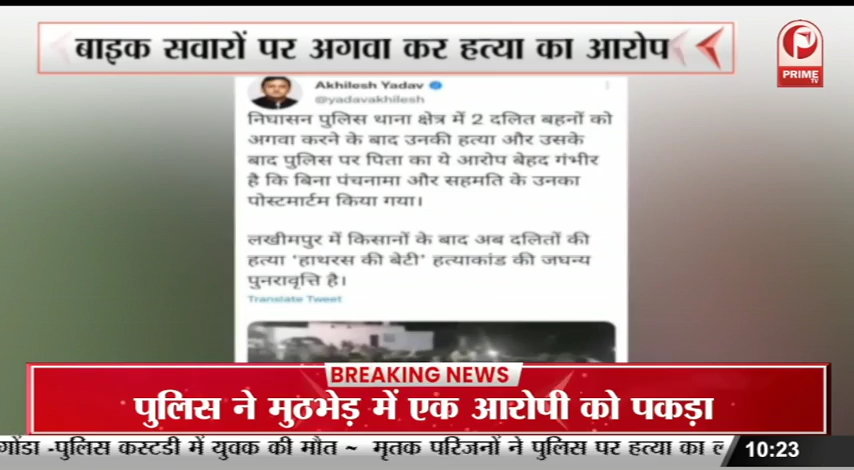 बाइक सवारों पर अगवा कर हत्या का आरोप
PRIME
TV
Akhilesh Yadav
@yadavakhilesh
निघासन पुलिस थाना क्षेत्र में 2 दलित बहनों को
अगवा करने के बाद उनकी हत्या और उसके
बाद पुलिस पर पिता का ये आरोप बेहद गंभीर
है कि बिना पंचनामा और सहमति के उनका
पोस्टमार्टम किया गया।
लखीमपुर में किसानों के बाद अब दलितों की
हत्या 'हाथरस की बेटी' हत्याकांड की जघन्य
पुनरावृत्ति है।
Translate Tweet
BREAKING NEWS
पुलिस ने मुठभेड़ में एक आरोपी को पकड़ा
गोंडा -पुलिस कस्टडी में युवक की मौत ~ मृतक परिजनों ने पुलिस पर हत्या का
10:23